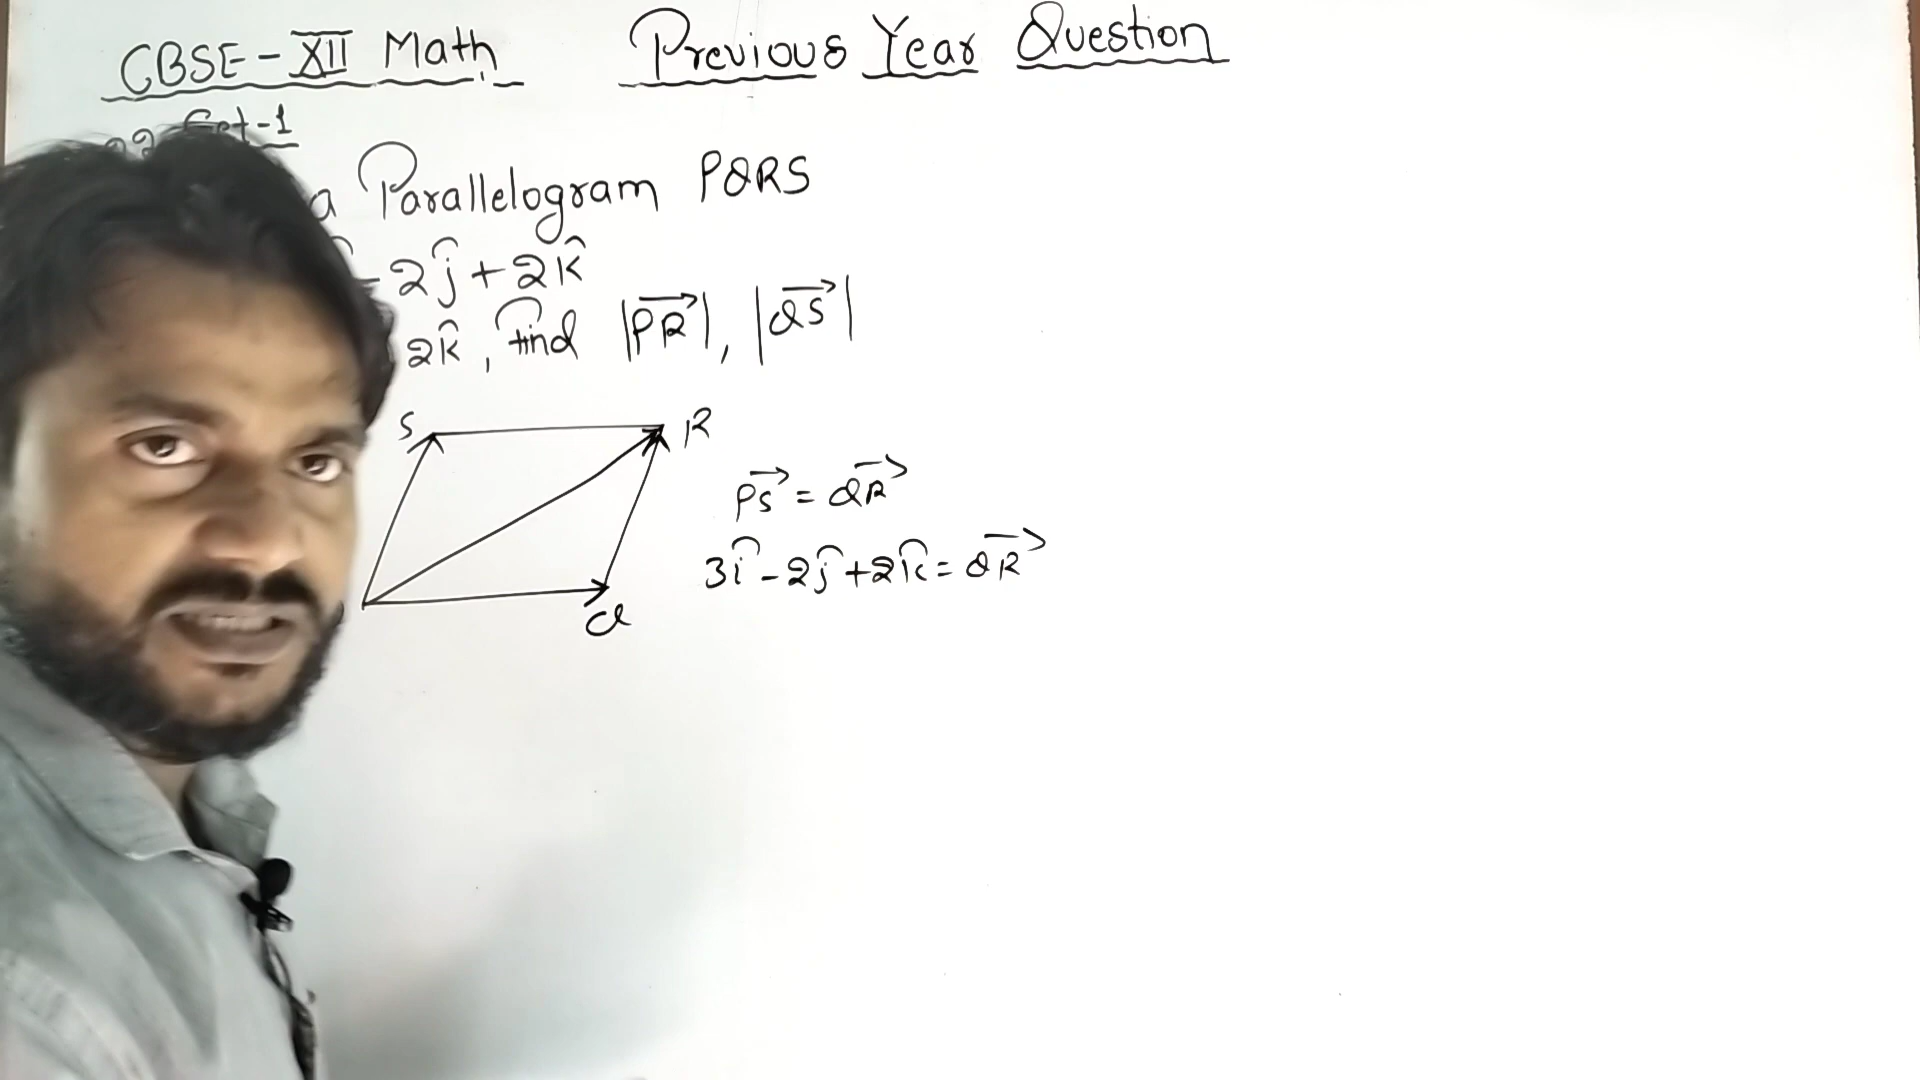 CBSE - XII Math Previous Year Question
Set-1
a Parallelogram PQRS
- 2ĵ + 2k̂
2k̂, find |PR⃗|, |QS⃗|
S R
PS⃗ = QR⃗
3î - 2ĵ + 2k̂ = QR⃗
Q